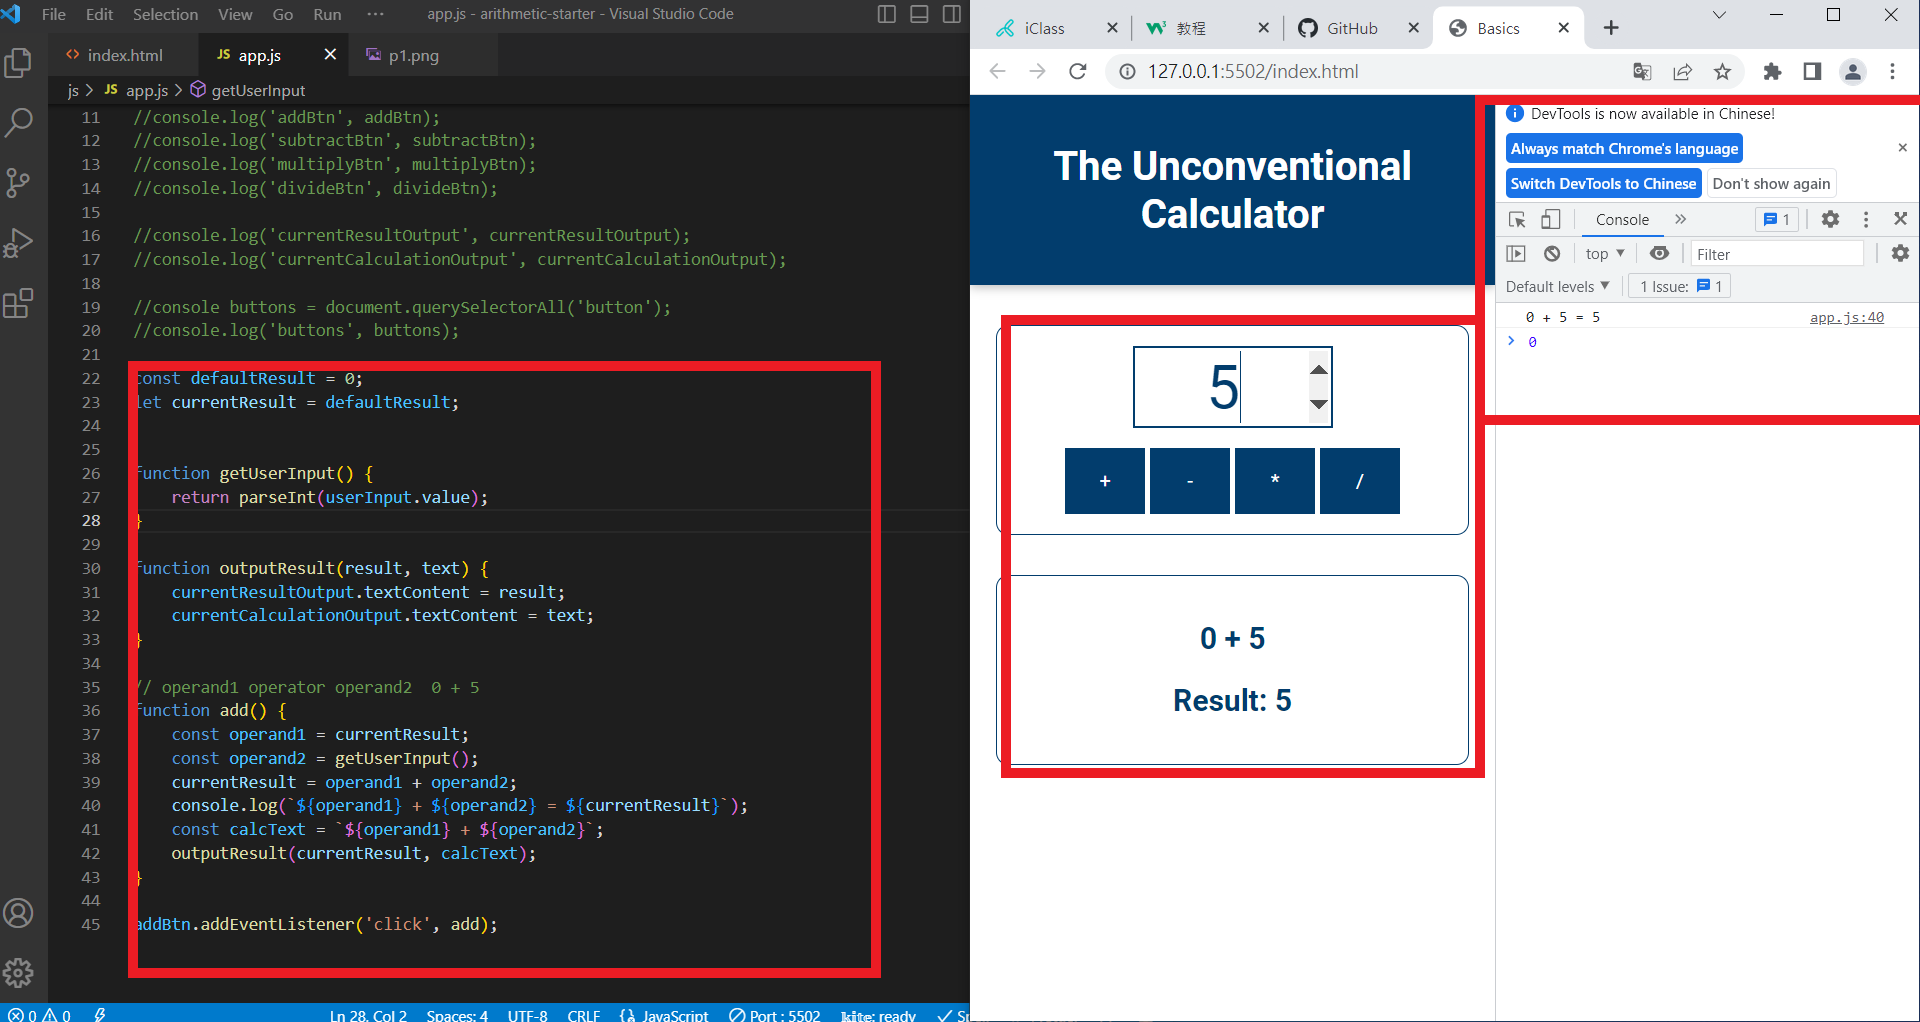 File Edit Selection View Go Run ··· app.js - arithmetic-starter - Visual Studio Code
index.html JS app.js p1.png
js > JS app.js > getUserInput
11 //console.log('addBtn', addBtn);
12 //console.log('subtractBtn', subtractBtn);
13 //console.log('multiplyBtn', multiplyBtn);
14 //console.log('divideBtn', divideBtn);
15
16 //console.log('currentResultOutput', currentResultOutput);
17 //console.log('currentCalculationOutput', currentCalculationOutput);
18
19 //console buttons = document.querySelectorAll('button');
20 //console.log('buttons', buttons);
21
22 const defaultResult = 0;
23 let currentResult = defaultResult;
24
25
26 function getUserInput() {
27 return parseInt(userInput.value);
28 }
29
30 function outputResult(result, text) {
31 currentResultOutput.textContent = result;
32 currentCalculationOutput.textContent = text;
33 }
34
35 // operand1 operator operand2  0 + 5
36 function add() {
37 const operand1 = currentResult;
38 const operand2 = getUserInput();
39 currentResult = operand1 + operand2;
40 console.log(`${operand1} + ${operand2} = ${currentResult}`);
41 const calcText = `${operand1} + ${operand2}`;
42 outputResult(currentResult, calcText);
43 }
44
45 addBtn.addEventListener('click', add);
0 0 Ln 28, Col 2 Spaces: 4 UTF-8 CRLF {} JavaScript Port : 5502 kite: ready
iClass 教程 GitHub Basics
127.0.0.1:5502/index.html
The Unconventional
Calculator
5
+ - * /
0 + 5
Result: 5
DevTools is now available in Chinese!
Always match Chrome's language
Switch DevTools to Chinese Don't show again
Console » 1
top Filter
Default levels 1 Issue: 1
0 + 5 = 5 app.js:40
> 0